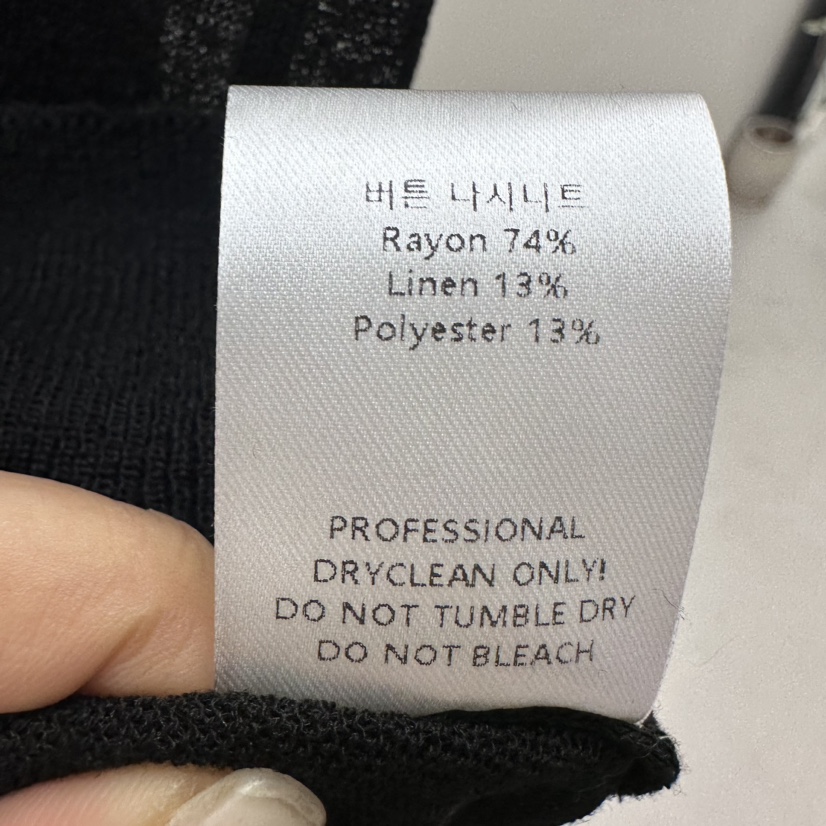 버튼 나시니트
Rayon 74%
Linen 13%
Polyester 13%
PROFESSIONAL
DRYCLEAN ONLY!
DO NOT TUMBLE DRY
DO NOT BLEACH